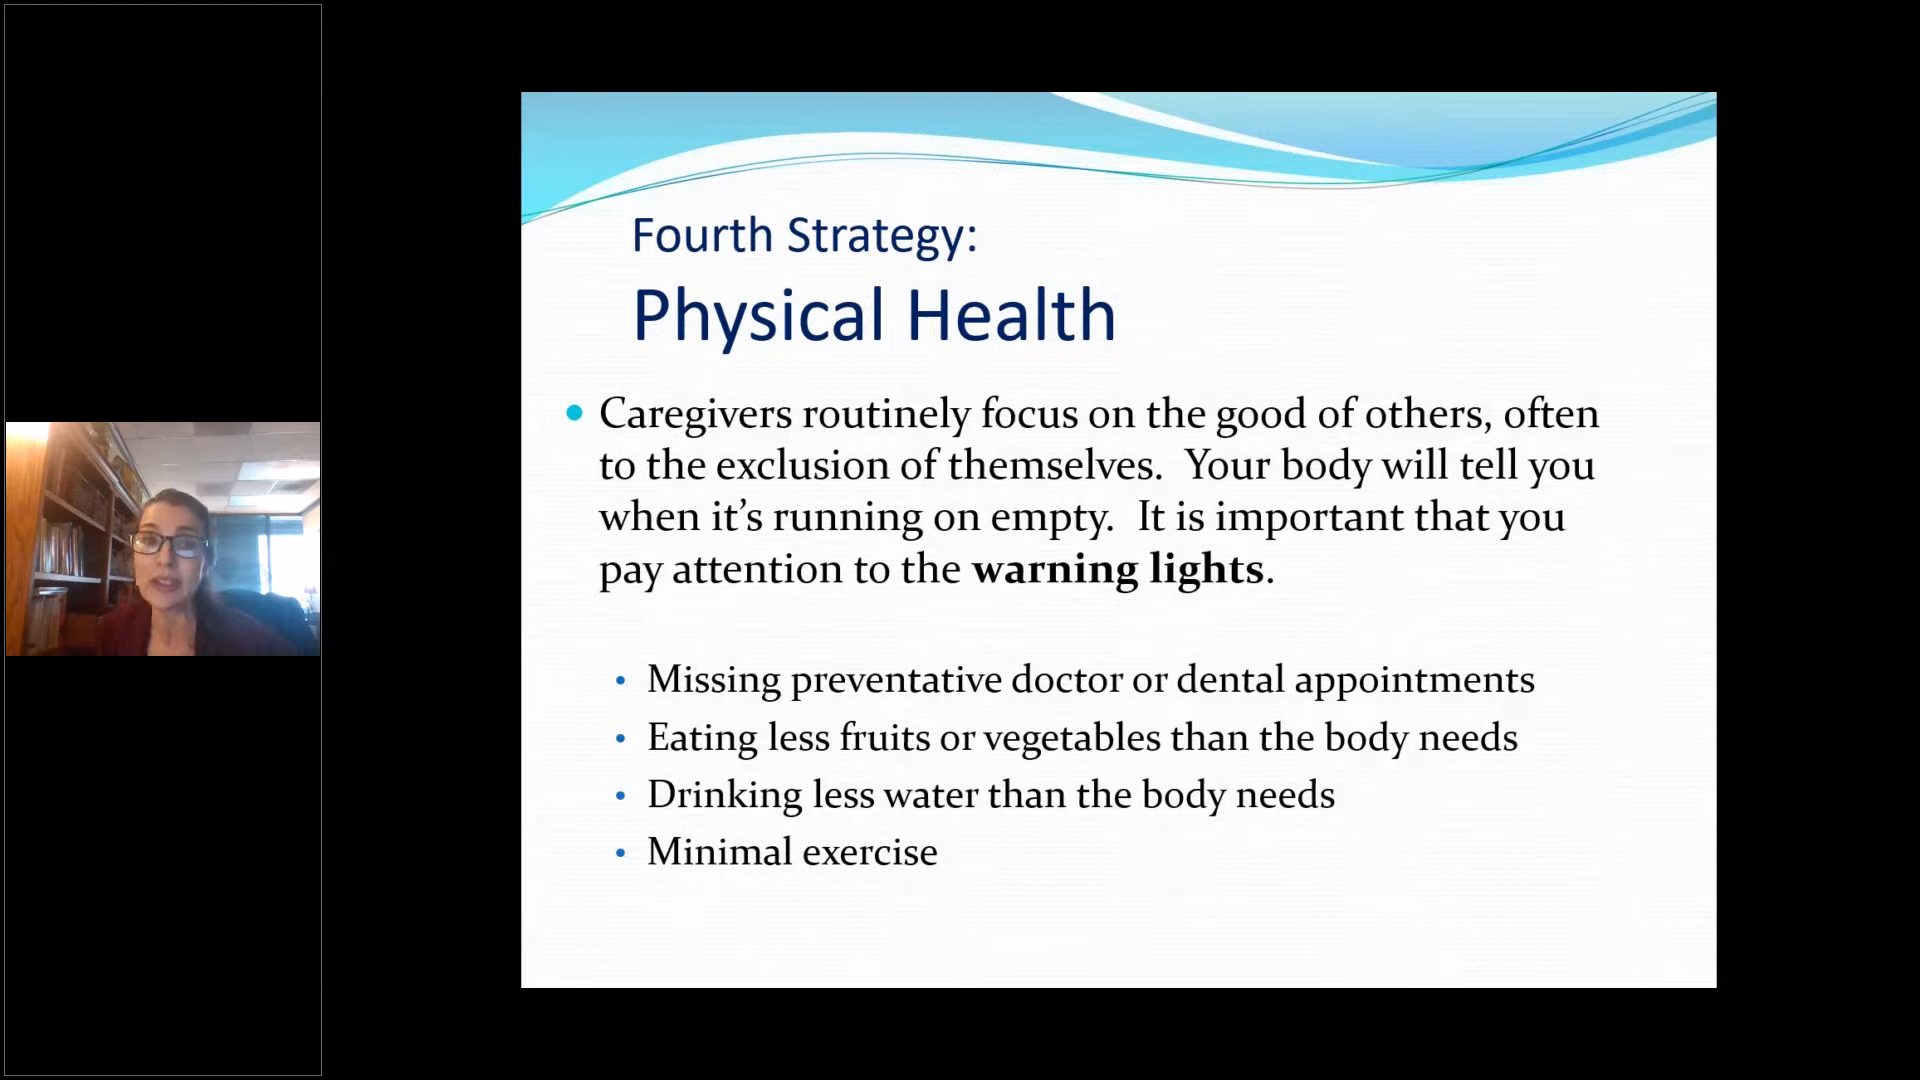 Fourth Strategy:
Physical Health
• Caregivers routinely focus on the good of others, often
to the exclusion of themselves.  Your body will tell you
when it’s running on empty.  It is important that you
pay attention to the warning lights.
• Missing preventative doctor or dental appointments
• Eating less fruits or vegetables than the body needs
• Drinking less water than the body needs
• Minimal exercise